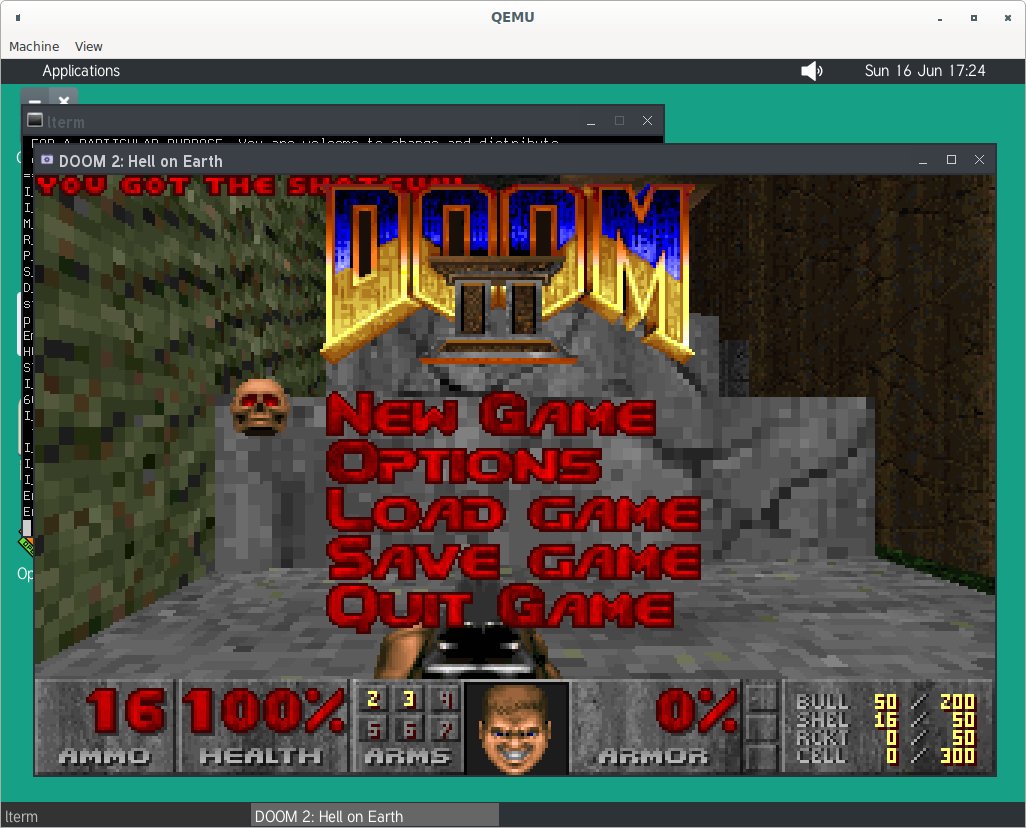 QEMU
Machine View
Applications
Sun 16 Jun 17:24
lterm
FOR A PARTICULAR PURPOSE. You are welcome to change and distribute
DOOM 2: Hell on Earth
YOU GOT THE SHOTGUN!
DOOM
II
NEW GAME
OPTIONS
LOAD GAME
SAVE GAME
QUIT GAME
16 100% 2 3 4 0%
5 6 7
AMMO HEALTH ARMS ARMOR
BULL 50 / 200
SHEL 16 / 50
RCKT 0 / 50
CELL 0 / 300
Op
lterm
DOOM 2: Hell on Earth